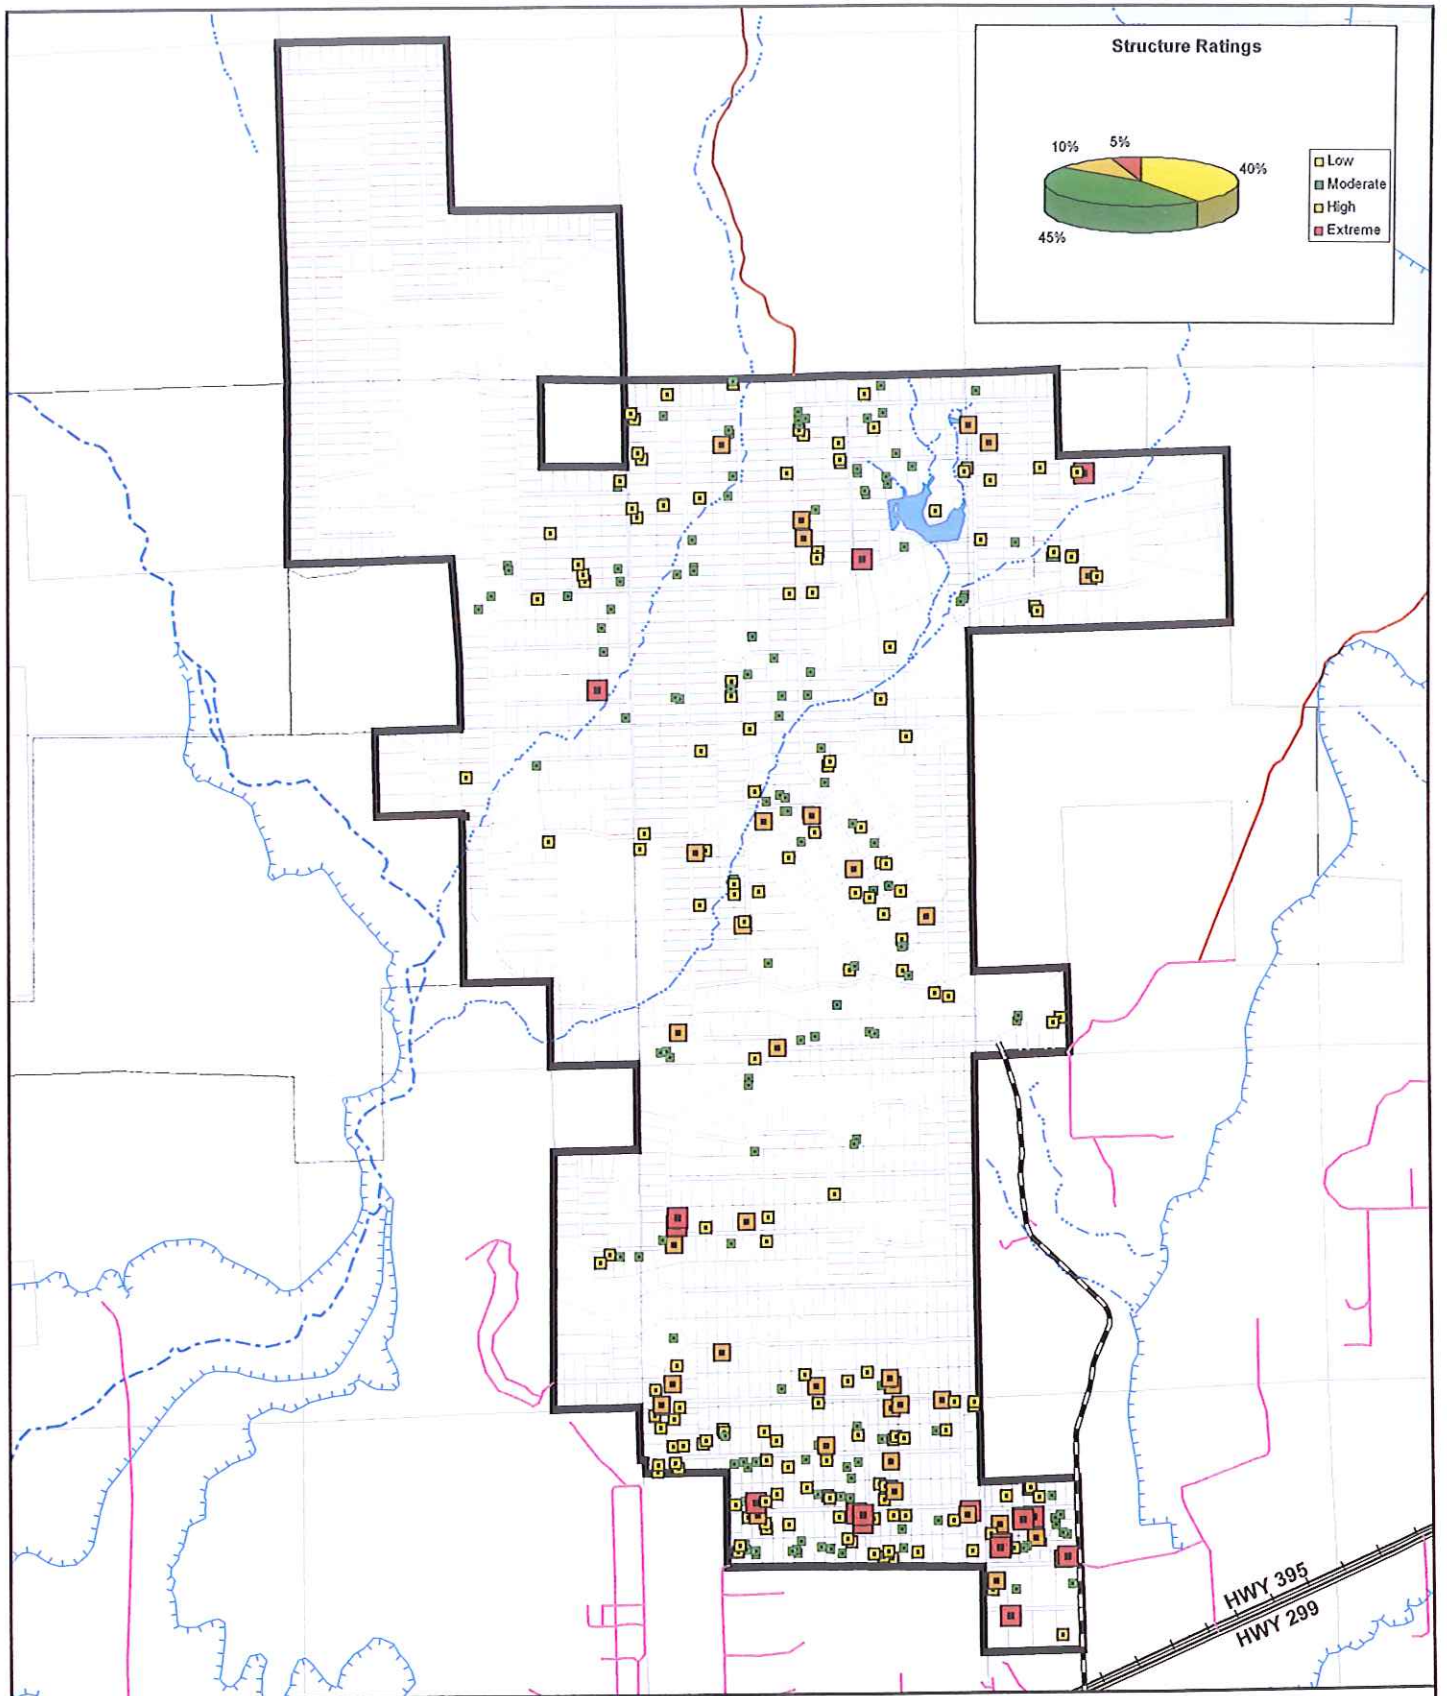 Structure Ratings
10%
5%
40%
45%
Low
Moderate
High
Extreme
HWY 395
HWY 299